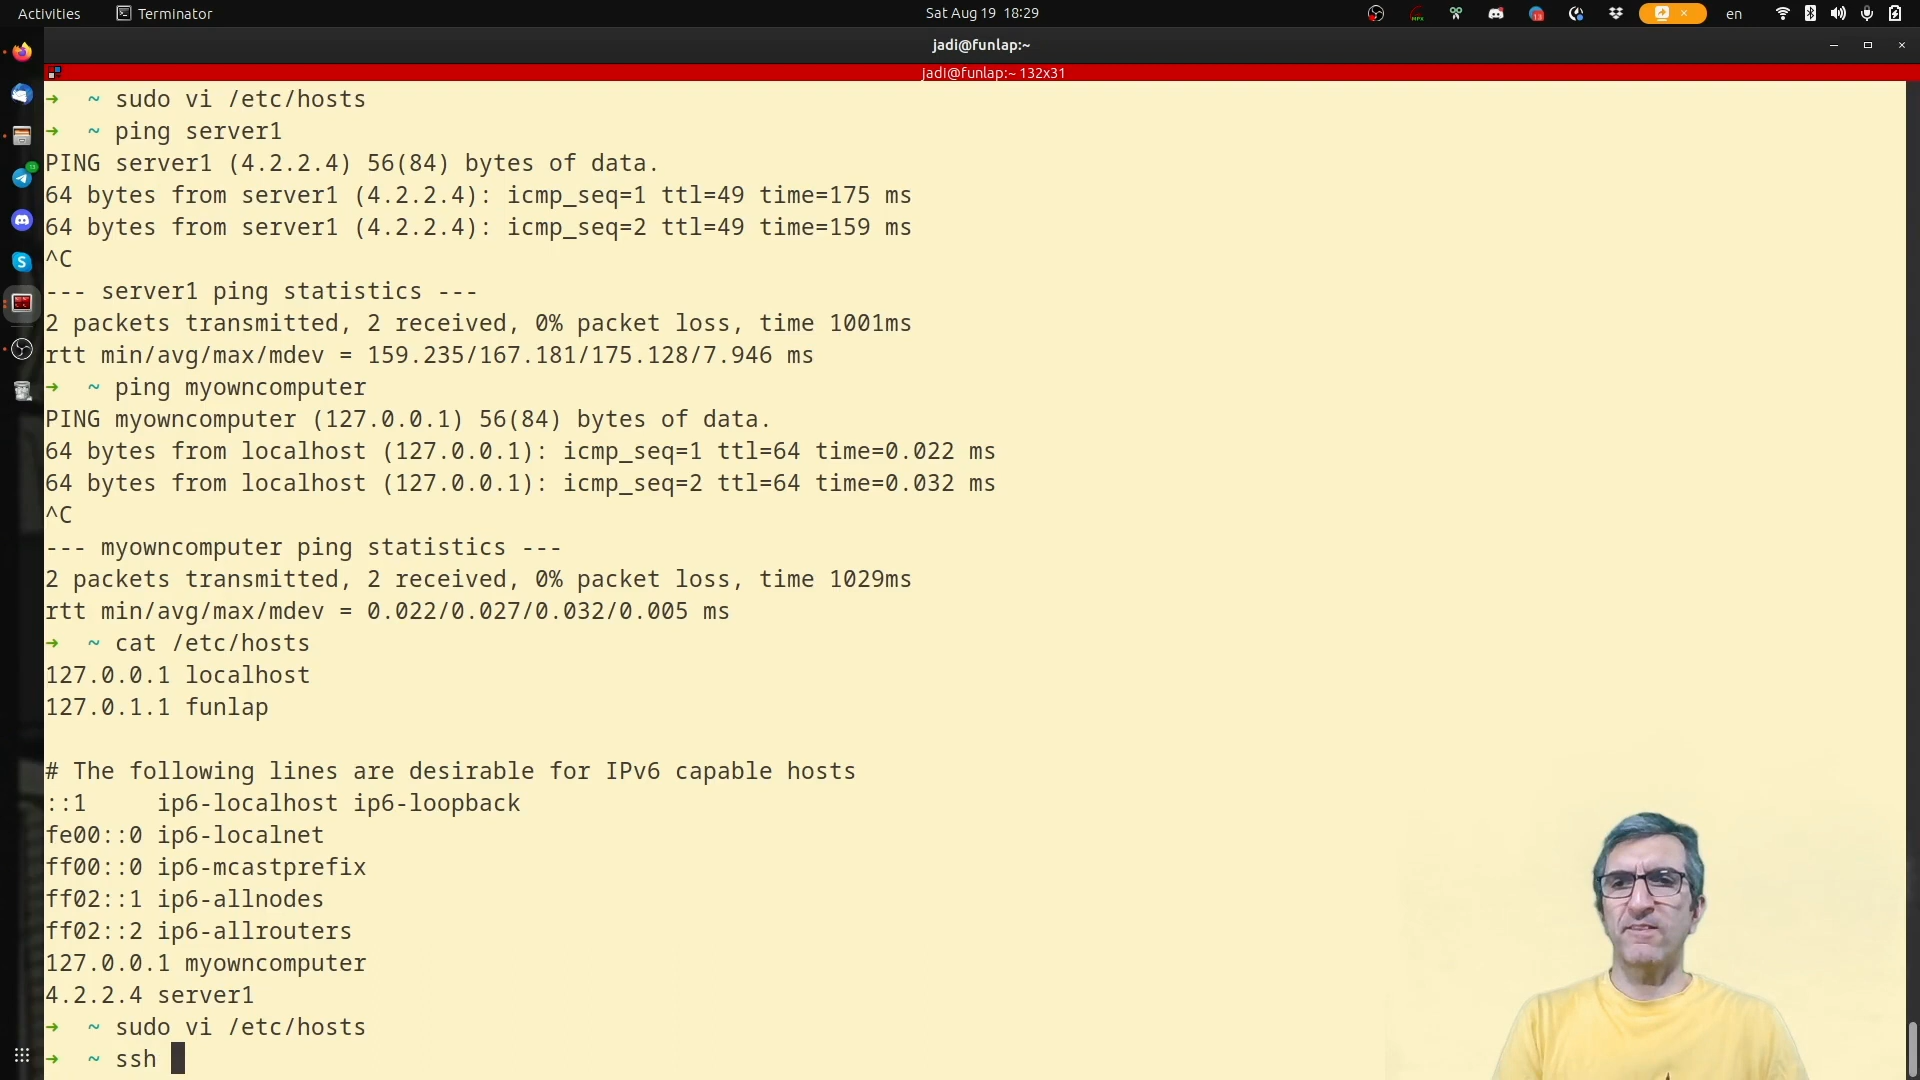 Activities
Terminator
Sat Aug 19 18:29
en
jadi@funlap:~
jadi@funlap:~ 132x31
➜ ~ sudo vi /etc/hosts
➜ ~ ping server1
PING server1 (4.2.2.4) 56(84) bytes of data.
64 bytes from server1 (4.2.2.4): icmp_seq=1 ttl=49 time=175 ms
64 bytes from server1 (4.2.2.4): icmp_seq=2 ttl=49 time=159 ms
^C
--- server1 ping statistics ---
2 packets transmitted, 2 received, 0% packet loss, time 1001ms
rtt min/avg/max/mdev = 159.235/167.181/175.128/7.946 ms
➜ ~ ping myowncomputer
PING myowncomputer (127.0.0.1) 56(84) bytes of data.
64 bytes from localhost (127.0.0.1): icmp_seq=1 ttl=64 time=0.022 ms
64 bytes from localhost (127.0.0.1): icmp_seq=2 ttl=64 time=0.032 ms
^C
--- myowncomputer ping statistics ---
2 packets transmitted, 2 received, 0% packet loss, time 1029ms
rtt min/avg/max/mdev = 0.022/0.027/0.032/0.005 ms
➜ ~ cat /etc/hosts
127.0.0.1 localhost
127.0.1.1 funlap
# The following lines are desirable for IPv6 capable hosts
::1     ip6-localhost ip6-loopback
fe00::0 ip6-localnet
ff00::0 ip6-mcastprefix
ff02::1 ip6-allnodes
ff02::2 ip6-allrouters
127.0.0.1 myowncomputer
4.2.2.4 server1
➜ ~ sudo vi /etc/hosts
➜ ~ ssh